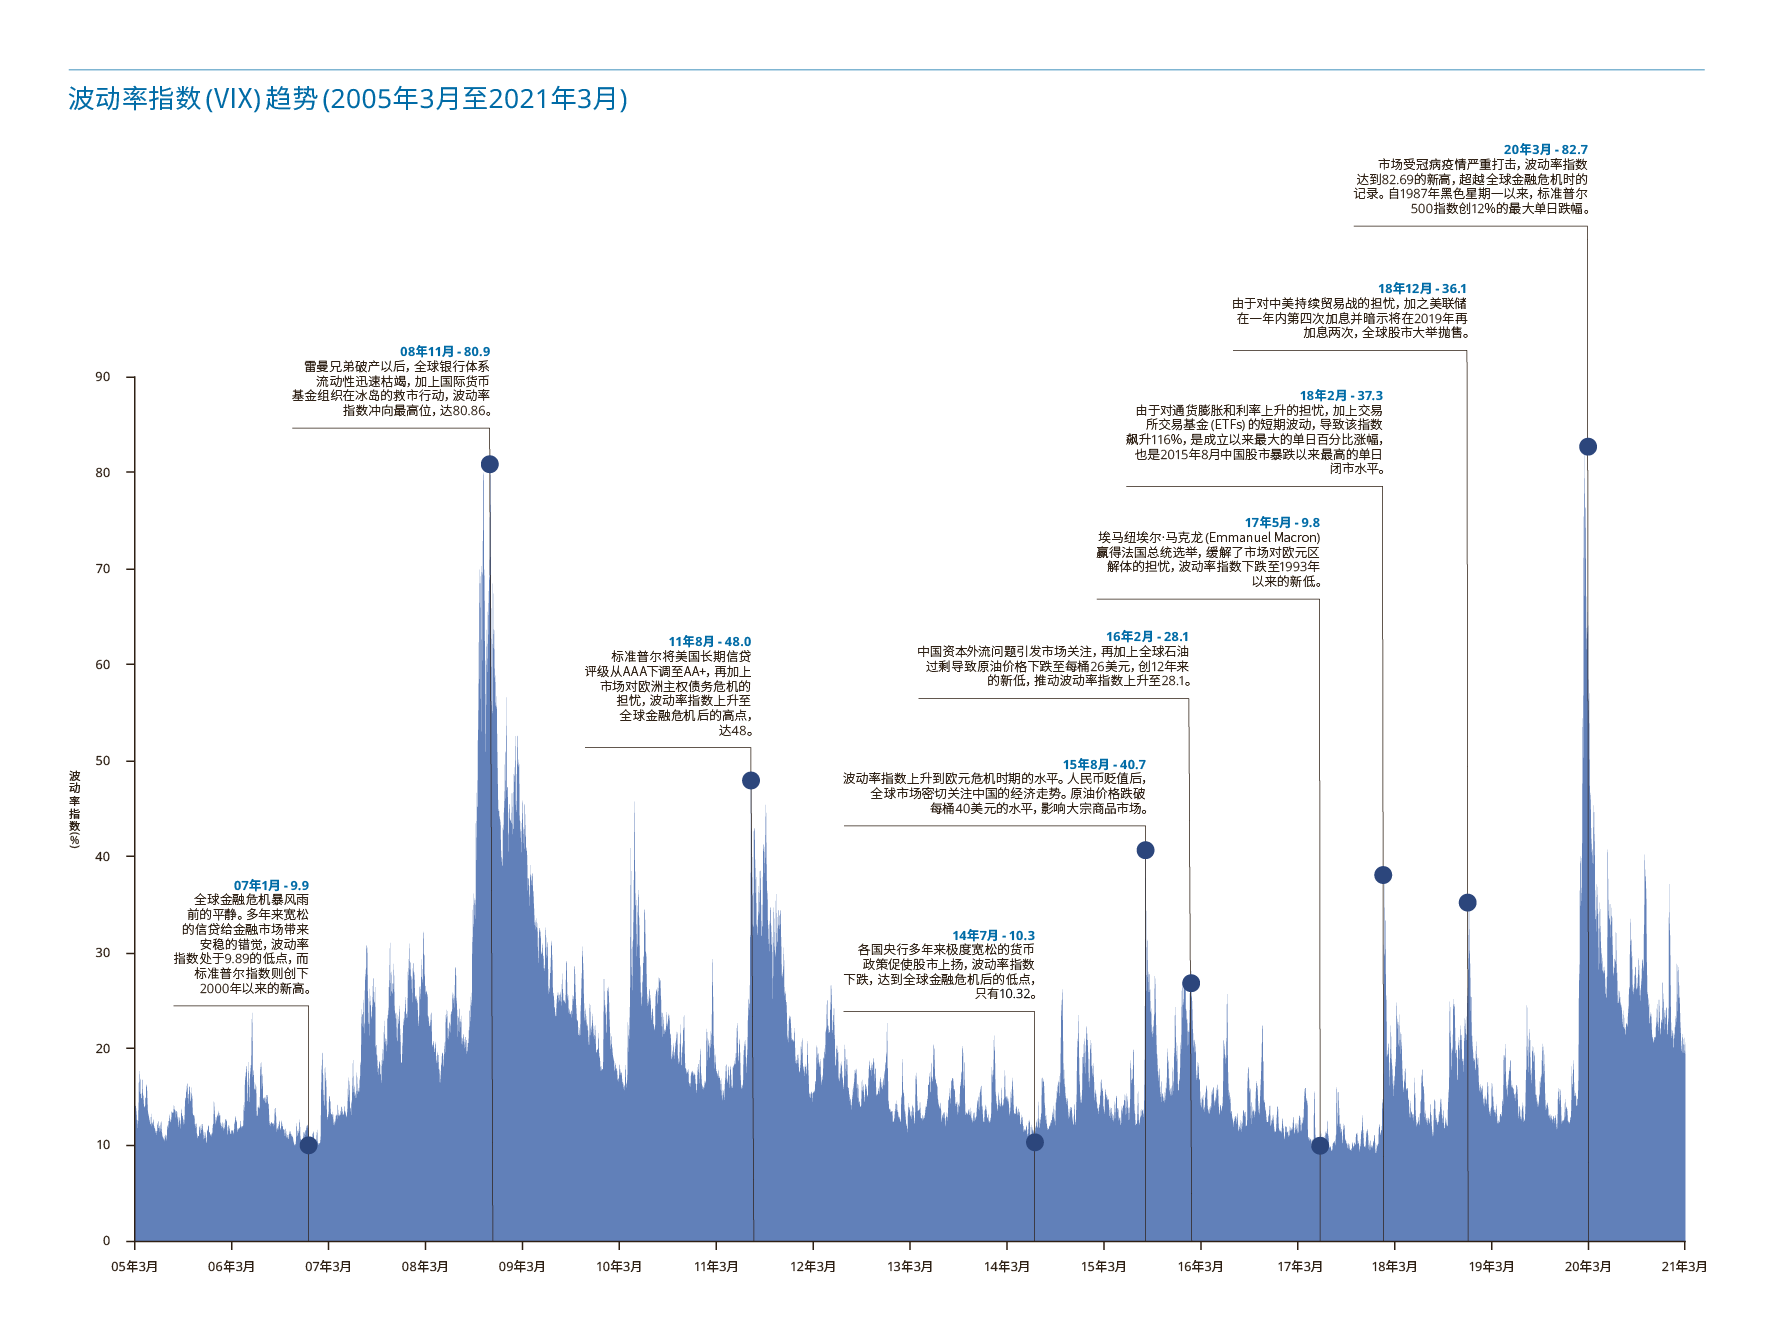 波动率指数 (VIX) 趋势 (2005年3月至2021年3月)
20年3月 - 82.7
市场受冠病疫情严重打击, 波动率指数
达到82.69的新高, 超越全球金融危机时的
记录。自1987年黑色星期一以来, 标准普尔
500指数创12%的最大单日跌幅。
18年12月 - 36.1
由于对中美持续贸易战的担忧, 加之美联储
在一年内第四次加息并暗示将在2019年再
加息两次, 全球股市大举抛售。
08年11月 - 80.9
雷曼兄弟破产以后, 全球银行体系
流动性迅速枯竭, 加上国际货币
基金组织在冰岛的救市行动, 波动率
指数冲向最高位, 达80.86。
18年2月 - 37.3
由于对通货膨胀和利率上升的担忧, 加上交易
所交易基金 (ETFs) 的短期波动, 导致该指数
飙升116%, 是成立以来最大的单日百分比涨幅,
也是2015年8月中国股市暴跌以来最高的单日
闭市水平。
17年5月 - 9.8
埃马纽埃尔·马克龙 (Emmanuel Macron)
赢得法国总统选举, 缓解了市场对欧元区
解体的担忧, 波动率指数下跌至1993年
以来的新低。
11年8月 - 48.0
标准普尔将美国长期信贷
评级从AAA下调至AA+, 再加上
市场对欧洲主权债务危机的
担忧, 波动率指数上升至
全球金融危机后的高点,
达48。
16年2月 - 28.1
中国资本外流问题引发市场关注, 再加上全球石油
过剩导致原油价格下跌至每桶26美元, 创12年来
的新低, 推动波动率指数上升至28.1。
15年8月 - 40.7
波动率指数上升到欧元危机时期的水平。人民币贬值后,
全球市场密切关注中国的经济走势。原油价格跌破
每桶40美元的水平, 影响大宗商品市场。
07年1月 - 9.9
全球金融危机暴风雨
前的平静。多年来宽松
的信贷给金融市场带来
安稳的错觉, 波动率
指数处于9.89的低点, 而
标准普尔指数则创下
2000年以来的新高。
14年7月 - 10.3
各国央行多年来极度宽松的货币
政策促使股市上扬, 波动率指数
下跌, 达到全球金融危机后的低点,
只有10.32。
波动率指数(%)
90
80
70
60
50
40
30
20
10
0
05年3月 06年3月 07年3月 08年3月 09年3月 10年3月 11年3月 12年3月 13年3月 14年3月 15年3月 16年3月 17年3月 18年3月 19年3月 20年3月 21年3月